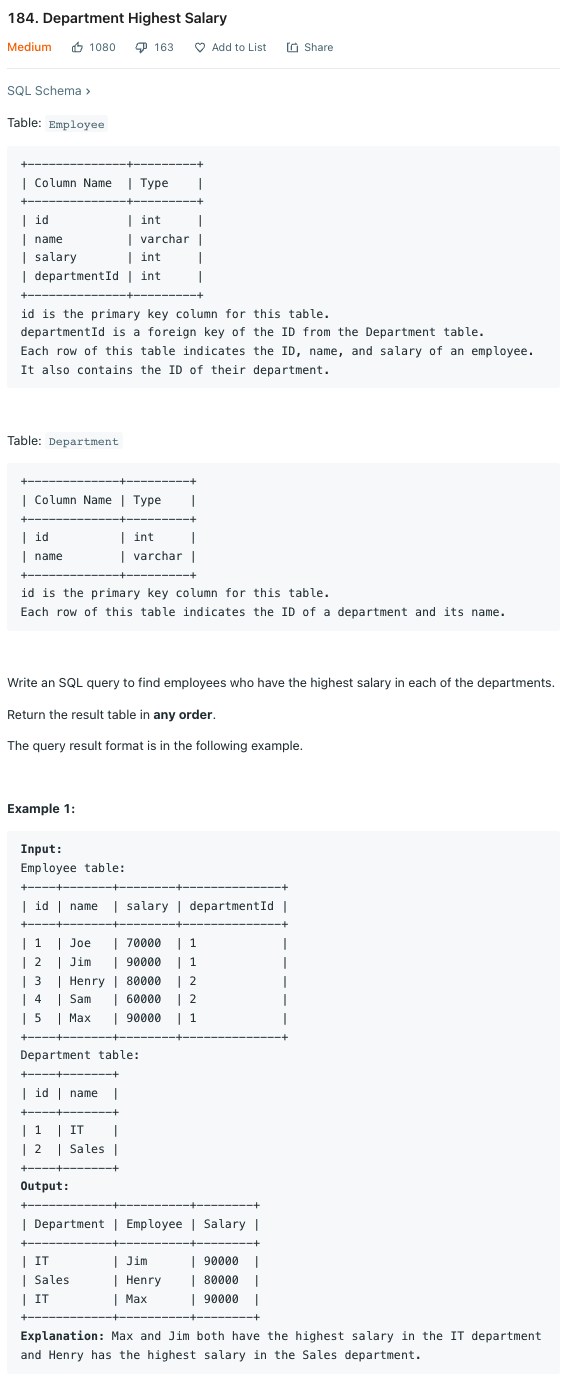 184. Department Highest Salary
Medium 1080 163 Add to List Share
SQL Schema >
Table: Employee
+--------------+---------+
| Column Name  | Type    |
+--------------+---------+
| id           | int     |
| name         | varchar |
| salary       | int     |
| departmentId | int     |
+--------------+---------+
id is the primary key column for this table.
departmentId is a foreign key of the ID from the Department table.
Each row of this table indicates the ID, name, and salary of an employee.
It also contains the ID of their department.
Table: Department
+-------------+---------+
| Column Name | Type    |
+-------------+---------+
| id          | int     |
| name        | varchar |
+-------------+---------+
id is the primary key column for this table.
Each row of this table indicates the ID of a department and its name.
Write an SQL query to find employees who have the highest salary in each of the departments.
Return the result table in any order.
The query result format is in the following example.
Example 1:
Input:
Employee table:
+----+-------+--------+--------------+
| id | name  | salary | departmentId |
+----+-------+--------+--------------+
| 1  | Joe   | 70000  | 1            |
| 2  | Jim   | 90000  | 1            |
| 3  | Henry | 80000  | 2            |
| 4  | Sam   | 60000  | 2            |
| 5  | Max   | 90000  | 1            |
+----+-------+--------+--------------+
Department table:
+----+-------+
| id | name  |
+----+-------+
| 1  | IT    |
| 2  | Sales |
+----+-------+
Output:
+------------+----------+--------+
| Department | Employee | Salary |
+------------+----------+--------+
| IT         | Jim      | 90000  |
| Sales      | Henry    | 80000  |
| IT         | Max      | 90000  |
+------------+----------+--------+
Explanation: Max and Jim both have the highest salary in the IT department
and Henry has the highest salary in the Sales department.